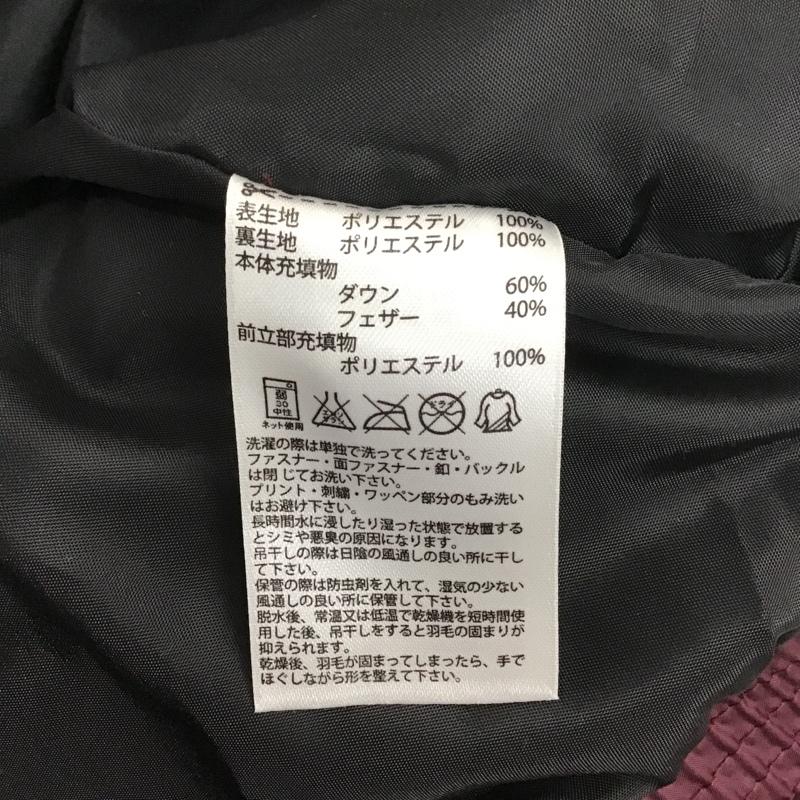 表生地 ポリエステル 100%
裏生地 ポリエステル 100%
本体充填物
ダウン 60%
フェザー 40%
前立部充填物
ポリエステル 100%
弱
30
中性
ネット使用
エンソサラシ
ドライ
洗濯の際は単独で洗ってください。
ファスナー・面ファスナー・釦・バックル
は閉じてお洗い下さい。
プリント・刺繍・ワッペン部分のもみ洗い
はお避け下さい。
長時間水に浸したり湿った状態で放置する
とシミや悪臭の原因になります。
吊干しの際は日陰の風通しの良い所に干し
て下さい。
保管の際は防虫剤を入れて、湿気の少ない
風通しの良い所に保管して下さい。
脱水後、常温又は低温で乾燥機を短時間使
用した後、吊干しをすると羽毛の固まりが
抑えられます。
乾燥後、羽毛が固まってしまったら、手で
ほぐしながら形を整えて下さい。